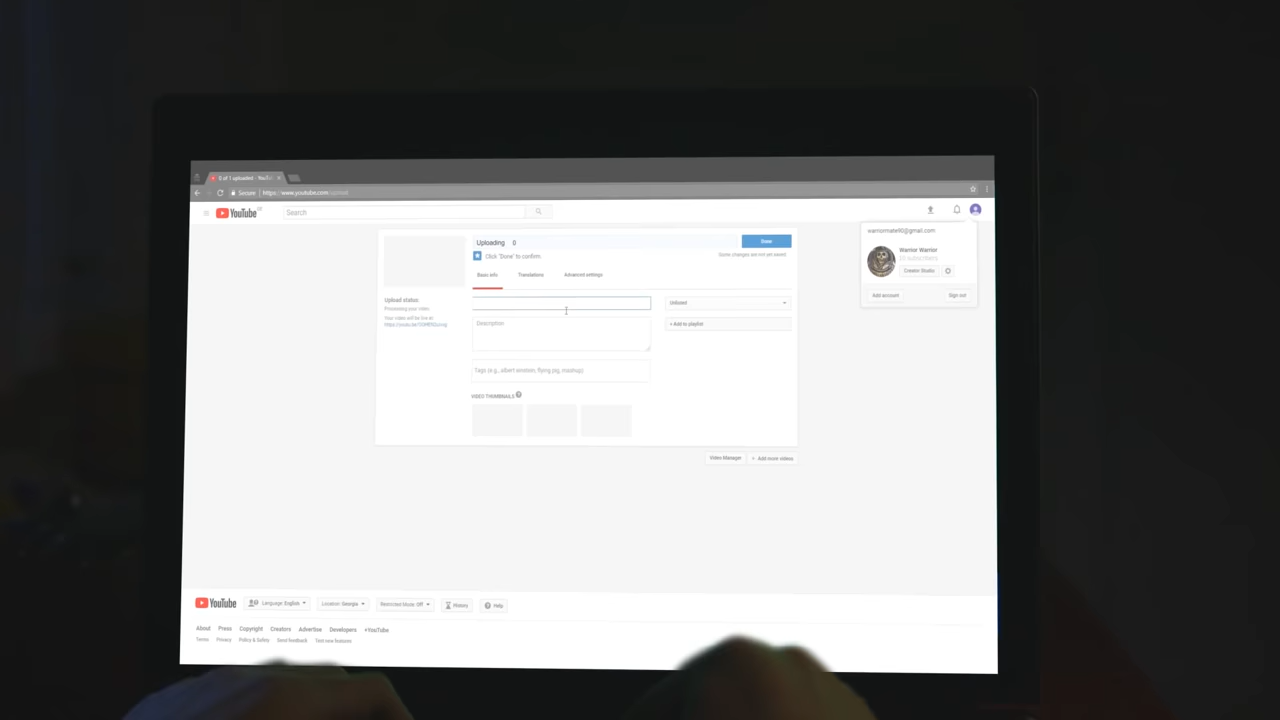 0 of 1 uploaded - YouTub
Secure https://www.youtube.com/upload
YouTube GE
Search
warriormate90@gmail.com
Uploading 0
Done
Warrior Warrior
Click 'Done' to confirm.
Some changes are not yet saved.
Creator Studio
Basic info Translations Advanced settings
Add account Sign out
Upload status:
Unlisted
Processing your video.
Your video will be live at:
Description
+ Add to playlist
Tags (e.g., albert einstein, flying pig, mashup)
VIDEO THUMBNAILS ?
Video Manager + Add more videos
YouTube Language: English Location: Georgia Restricted Mode: Off History Help
About Press Copyright Creators Advertise Developers +YouTube
Terms Privacy Policy & Safety Send feedback Test new features